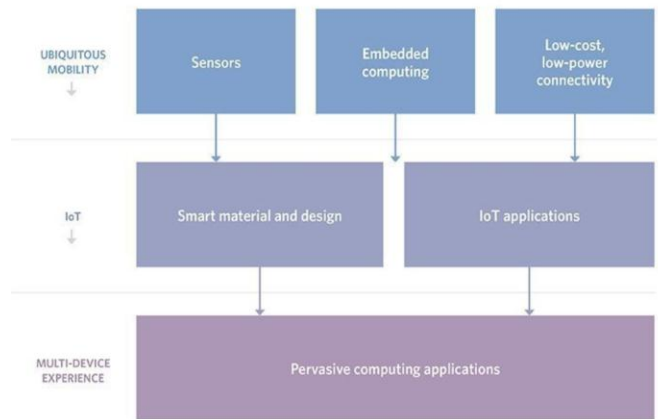 UBIQUITOUS
MOBILITY
Sensors
Embedded
computing
Low-cost,
low-power
connectivity
IoT
Smart material and design
IoT applications
MULTI-DEVICE
EXPERIENCE
Pervasive computing applications